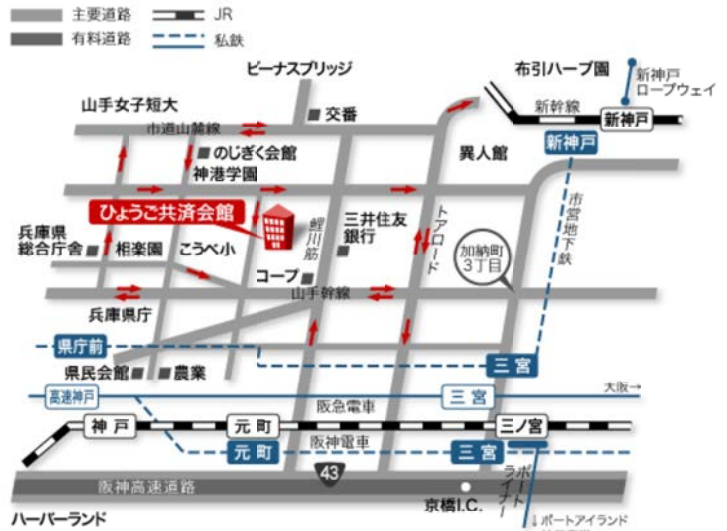 主要道路
JR
有料道路
私鉄
ビーナスブリッジ
布引ハーブ園
新神戸
ロープウェイ
山手女子短大
交番
新幹線
新神戸
市道山麓線
のじぎく会館
新神戸
異人館
神港学園
ひょうご共済会館
鯉川筋
三井住友
銀行
トアロード
市営地下鉄
兵庫県
総合庁舎
相楽園
こうべ小
加納町
3丁目
コープ
山手幹線
兵庫県庁
県庁前
三宮
県民会館
農業
大阪→
高速神戸
阪急電車
三宮
神戸
元町
三ノ宮
阪神電車
元町
三宮
43
阪神高速道路
京橋I.C.
ポートライナー
ハーバーランド
↓ポートアイランド